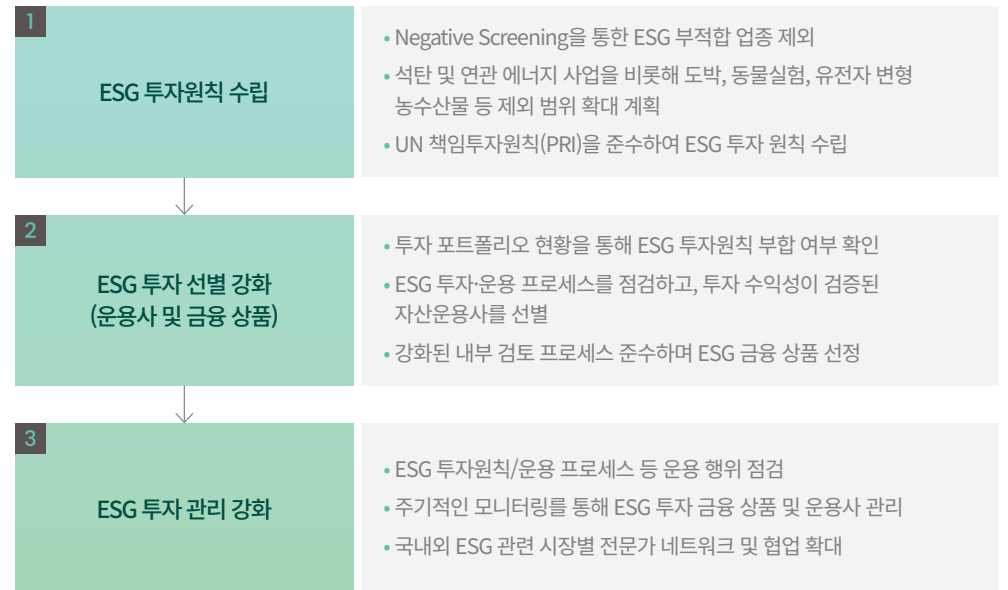 1
ESG 투자원칙 수립
• Negative Screening을 통한 ESG 부적합 업종 제외
• 석탄 및 연관 에너지 사업을 비롯해 도박, 동물실험, 유전자 변형
농수산물 등 제외 범위 확대 계획
• UN 책임투자원칙(PRI)을 준수하여 ESG 투자 원칙 수립
2
ESG 투자 선별 강화
(운용사 및 금융 상품)
• 투자 포트폴리오 현황을 통해 ESG 투자원칙 부합 여부 확인
• ESG 투자·운용 프로세스를 점검하고, 투자 수익성이 검증된
자산운용사를 선별
• 강화된 내부 검토 프로세스 준수하며 ESG 금융 상품 선정
3
ESG 투자 관리 강화
• ESG 투자원칙/운용 프로세스 등 운용 행위 점검
• 주기적인 모니터링를 통해 ESG 투자 금융 상품 및 운용사 관리
• 국내외 ESG 관련 시장별 전문가 네트워크 및 협업 확대